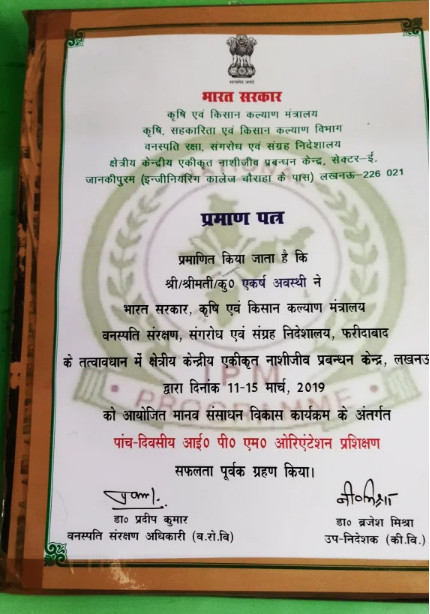 भारत सरकार
कृषि एवं किसान कल्याण मंत्रालय
कृषि, सहकारिता एवं किसान कल्याण विभाग
वनस्पति रक्षा, संगरोध एवं संग्रह निदेशालय
क्षेत्रीय केन्द्रीय एकीकृत नाशीजीव प्रबन्धन केन्द्र, सेक्टर-ई.
जानकीपुरम (इन्जीनियरिंग कालेज चौराहा के पास) लखनऊ-226 021
प्रमाण पत्र
प्रमाणित किया जाता है कि
श्री/श्रीमती/कु० एकर्ष अवस्थी ने
भारत सरकार, कृषि एवं किसान कल्याण मंत्रालय
वनस्पति संरक्षण, संगरोध एवं संग्रह निदेशालय, फरीदाबाद
के तत्वावधान में क्षेत्रीय केन्द्रीय एकीकृत नाशीजीव प्रबन्धन केन्द्र, लखनऊ
IPM
द्वारा दिनांक 11-15 मार्च, 2019
PROGRAMME
को आयोजित मानव संसाधन विकास कार्यक्रम के अंतर्गत
पांच-दिवसीय आई० पी० एम० ओरिएंटेशन प्रशिक्षण
सफलता पूर्वक ग्रहण किया।
डा० प्रदीप कुमार
वनस्पति संरक्षण अधिकारी (व.रो.वि)
डा० ब्रजेश मिश्रा
उप-निदेशक (की.वि.)